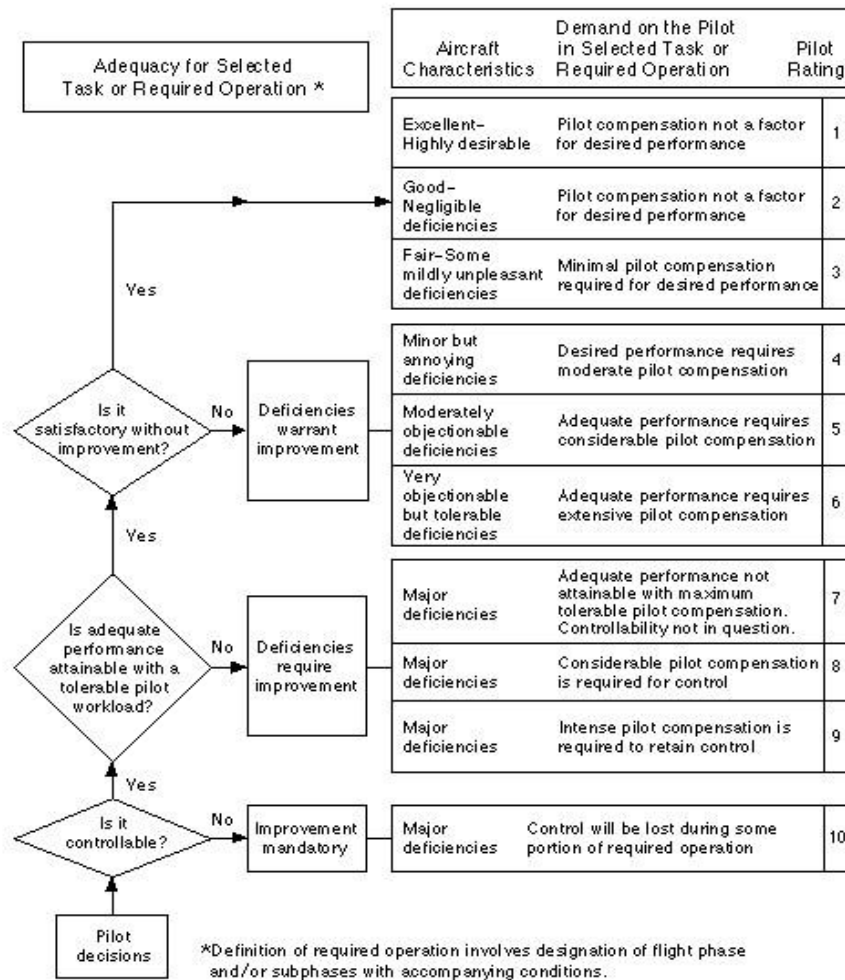 Adequacy for Selected
Task or Required Operation *
Aircraft
Characteristics
Demand on the Pilot
in Selected Task or
Required Operation
Pilot
Rating
Excellent–
Highly desirable
Pilot compensation not a factor
for desired performance
1
Good–
Negligible
deficiencies
Pilot compensation not a factor
for desired performance
2
Fair–Some
mildly unpleasant
deficiencies
Minimal pilot compensation
required for desired performance
3
Yes
Is it
satisfactory without
improvement?
No
Deficiencies
warrant
improvement
Minor but
annoying
deficiencies
Desired performance requires
moderate pilot compensation
4
Moderately
objectionable
deficiencies
Adequate performance requires
considerable pilot compensation
5
Very
objectionable
but tolerable
deficiencies
Adequate performance requires
extensive pilot compensation
6
Yes
Is adequate
performance
attainable with a
tolerable pilot
workload?
No
Deficiencies
require
improvement
Major
deficiencies
Adequate performance not
attainable with maximum
tolerable pilot compensation.
Controllability not in question.
7
Major
deficiencies
Considerable pilot compensation
is required for control
8
Major
deficiencies
Intense pilot compensation is
required to retain control
9
Yes
Is it
controllable?
No
Improvement
mandatory
Major
deficiencies
Control will be lost during some
portion of required operation
10
Pilot
decisions
*Definition of required operation involves designation of flight phase
and/or subphases with accompanying conditions.